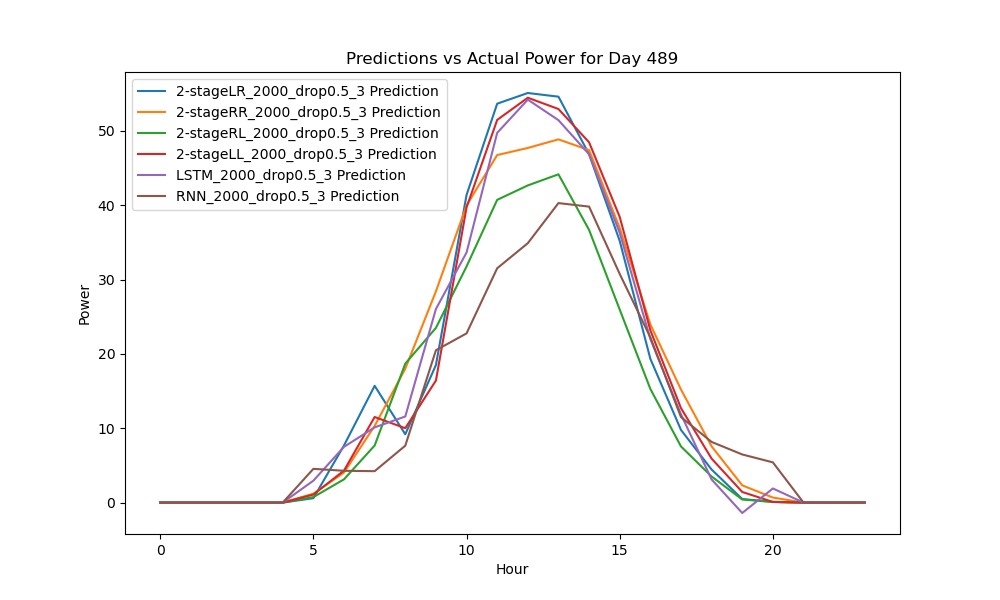 Predictions vs Actual Power for Day 489
2-stageLR_2000_drop0.5_3 Prediction
2-stageRR_2000_drop0.5_3 Prediction
2-stageRL_2000_drop0.5_3 Prediction
2-stageLL_2000_drop0.5_3 Prediction
LSTM_2000_drop0.5_3 Prediction
RNN_2000_drop0.5_3 Prediction
50
40
30
20
10
0
Power
0 5 10 15 20
Hour